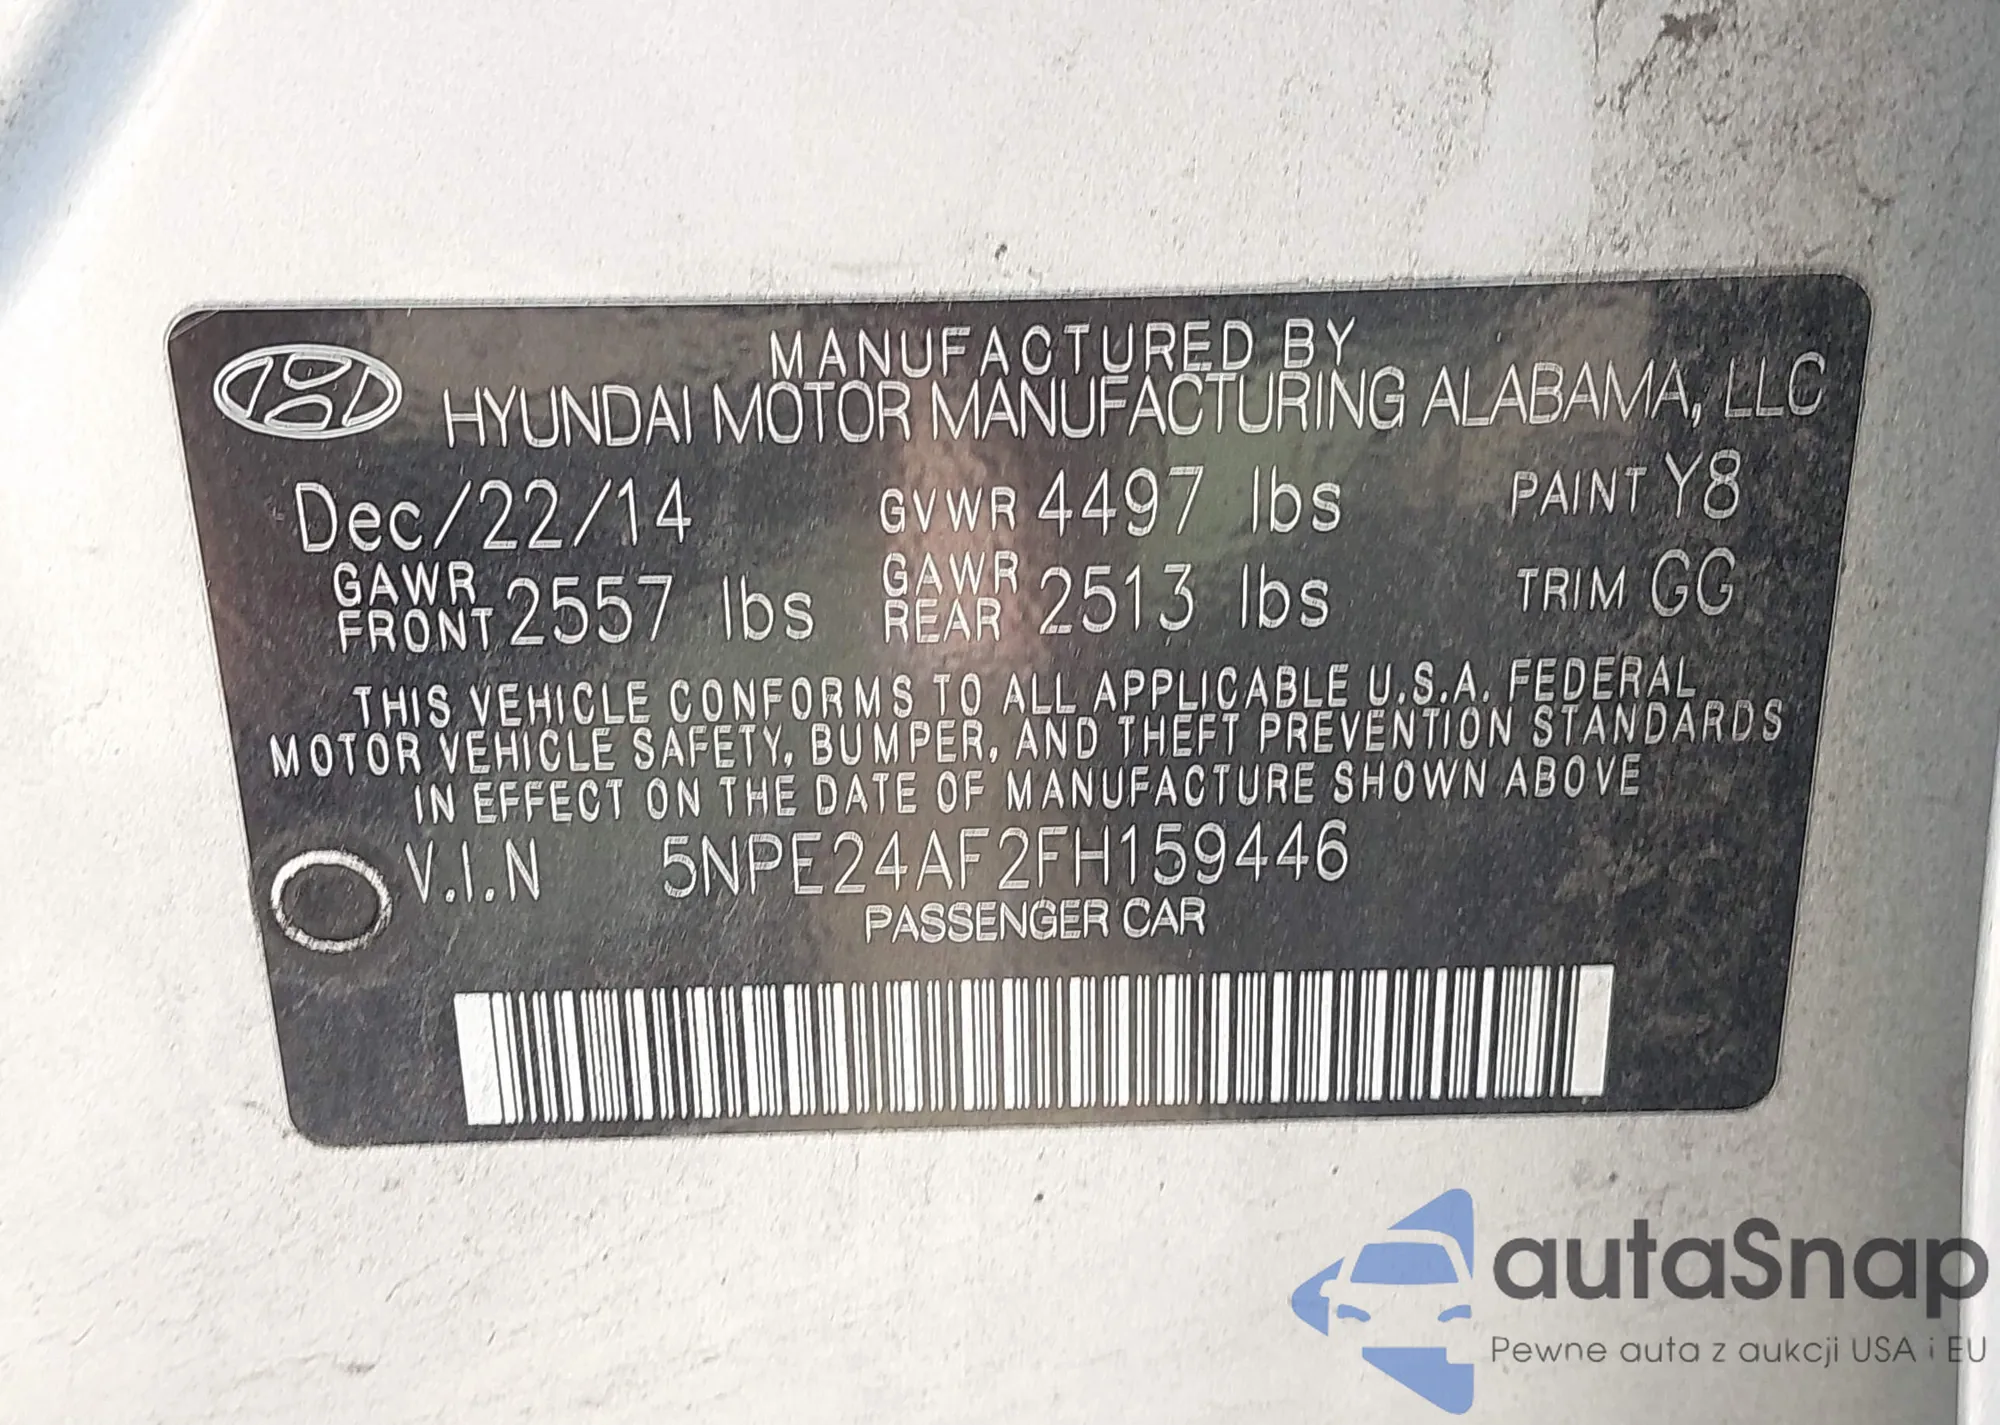 MANUFACTURED BY
HYUNDAI MOTOR MANUFACTURING ALABAMA, LLC
Dec/22/14 GVWR 4497 lbs PAINT Y8
GAWR FRONT 2557 lbs GAWR REAR 2513 lbs TRIM GG
THIS VEHICLE CONFORMS TO ALL APPLICABLE U.S.A. FEDERAL
MOTOR VEHICLE SAFETY, BUMPER, AND THEFT PREVENTION STANDARDS
IN EFFECT ON THE DATE OF MANUFACTURE SHOWN ABOVE
V.I.N 5NPE24AF2FH159446
PASSENGER CAR
autaSnap
Pewne auta z aukcji USA i EU